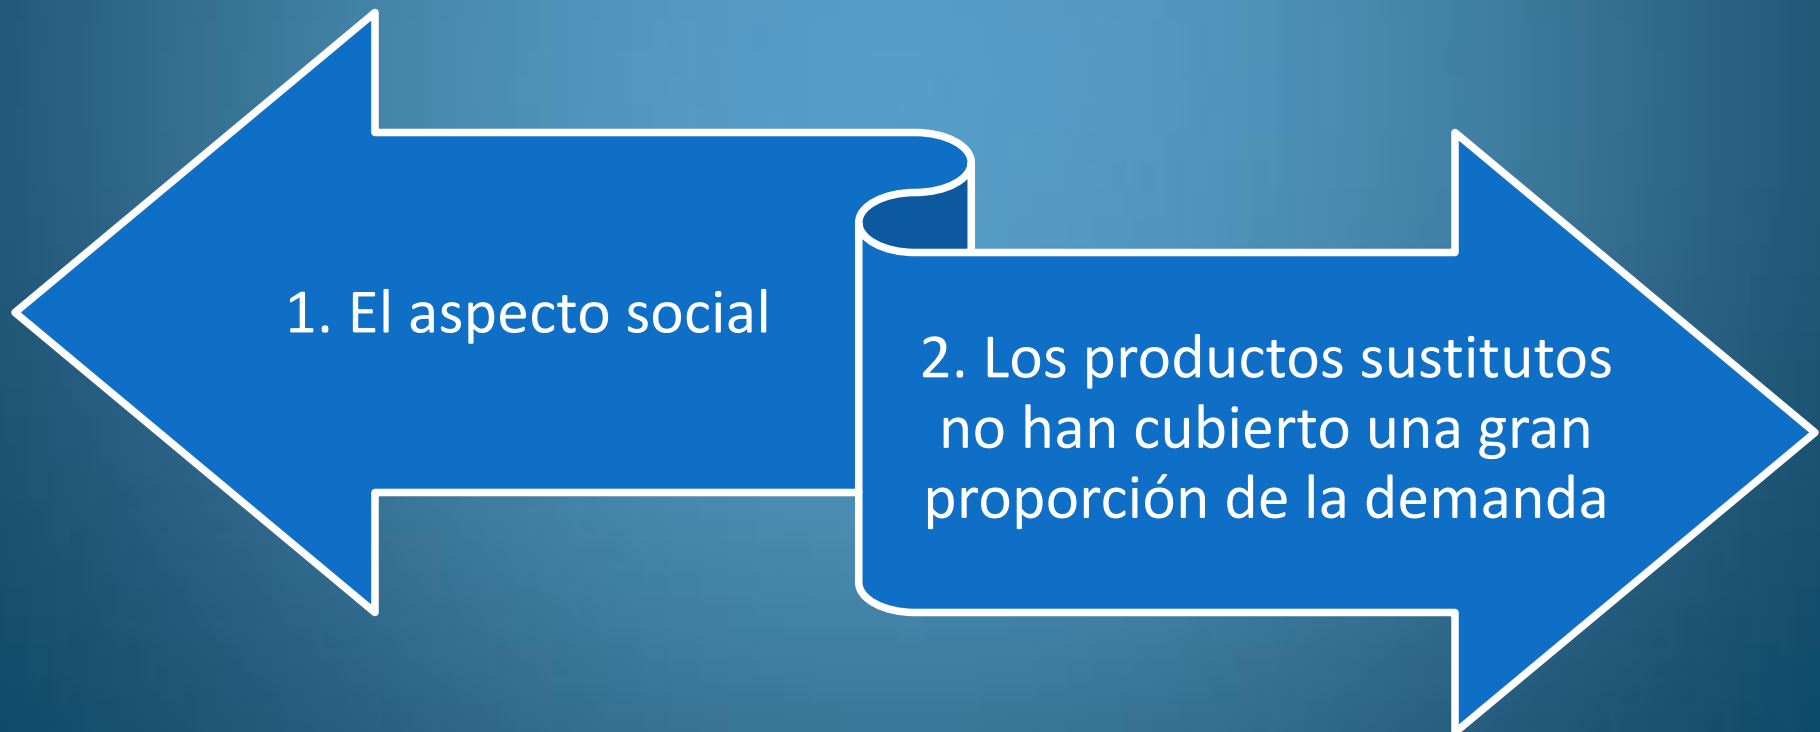 1. El aspecto social
2. Los productos sustitutos
no han cubierto una gran
proporción de la demanda